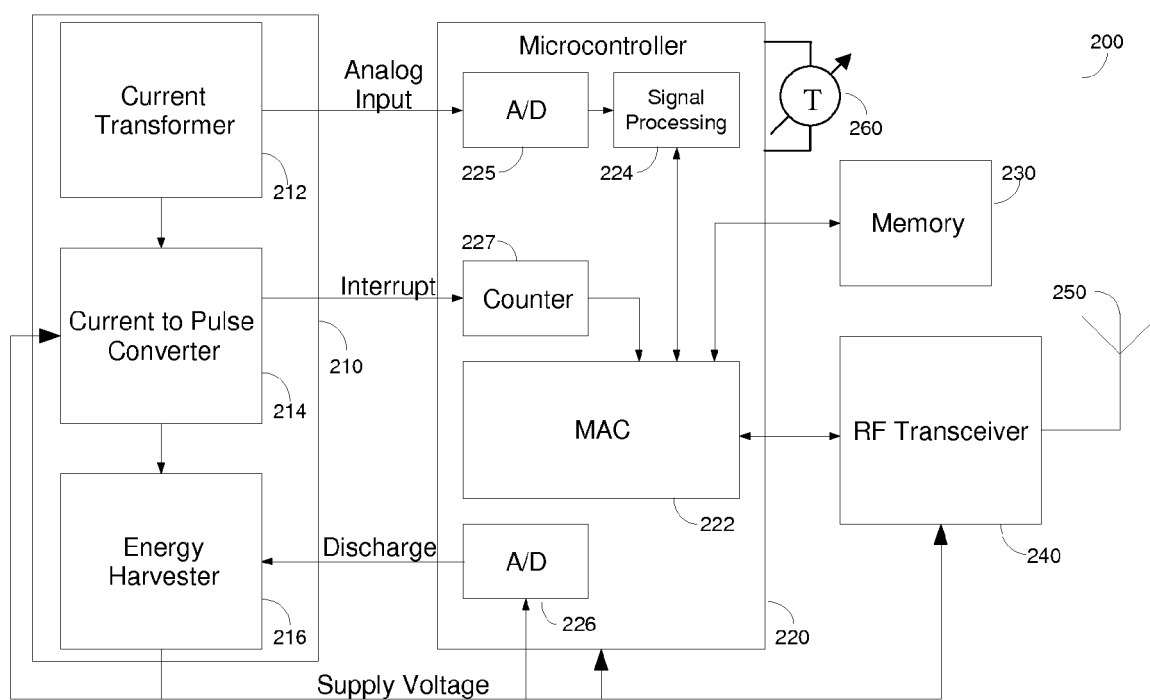 200
Microcontroller
Current
Transformer
212
Analog
Input
A/D
225
Signal
Processing
224
T
260
230
Memory
Current to Pulse
Converter
214
210
Interrupt
227
Counter
MAC
222
RF Transceiver
240
250
Energy
Harvester
216
Discharge
A/D
226
220
Supply Voltage